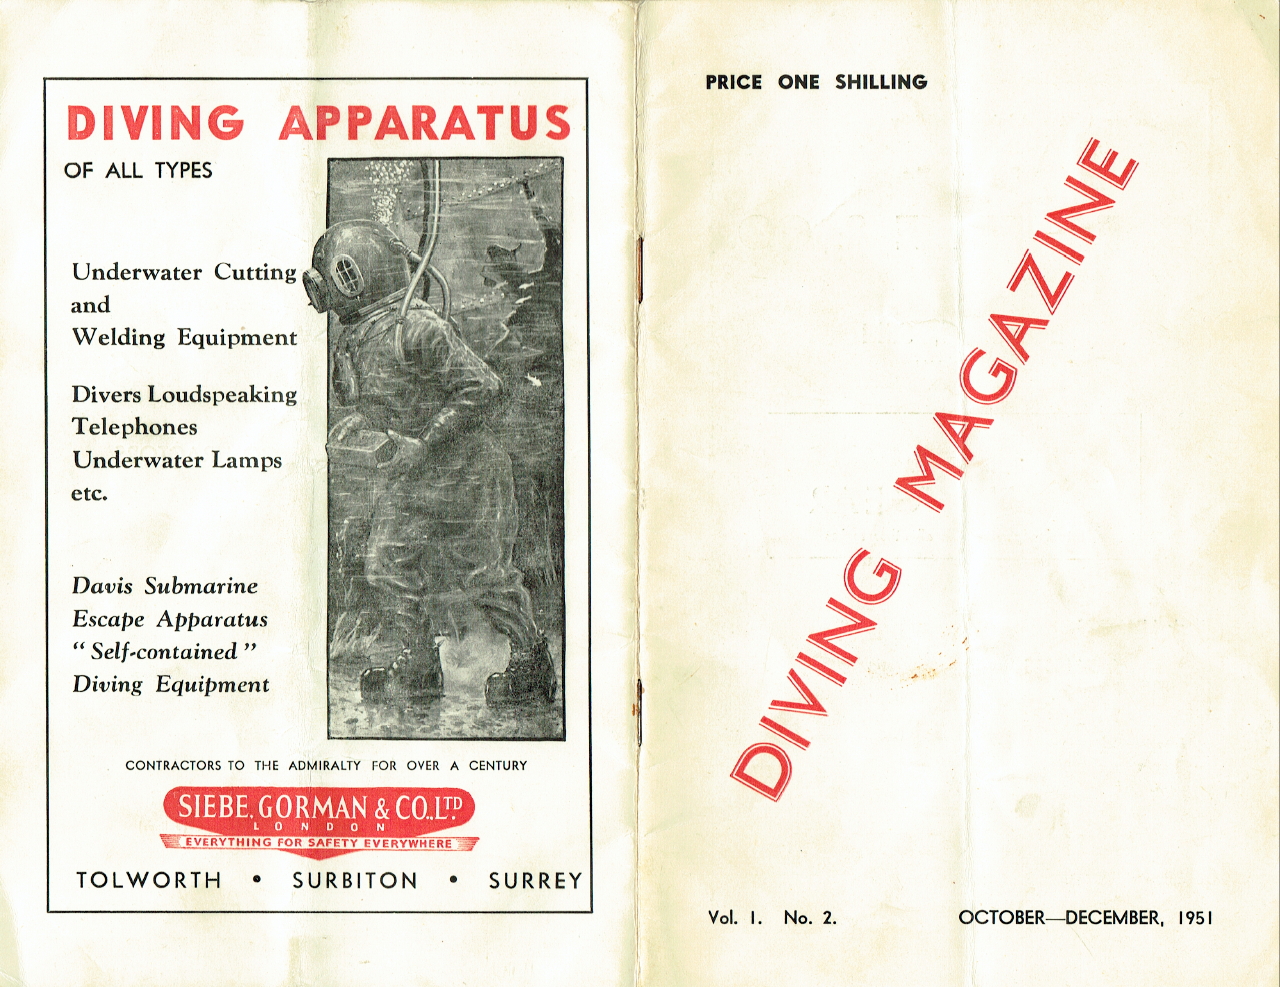 DIVING APPARATUS
OF ALL TYPES
Underwater Cutting
and
Welding Equipment
Divers Loudspeaking
Telephones
Underwater Lamps
etc.
Davis Submarine
Escape Apparatus
“ Self-contained ”
Diving Equipment
CONTRACTORS TO THE ADMIRALTY FOR OVER A CENTURY
SIEBE, GORMAN & CO., LTD.
LONDON
EVERYTHING FOR SAFETY EVERYWHERE
TOLWORTH • SURBITON • SURREY
PRICE ONE SHILLING
DIVING MAGAZINE
Vol. 1. No. 2.
OCTOBER—DECEMBER, 1951